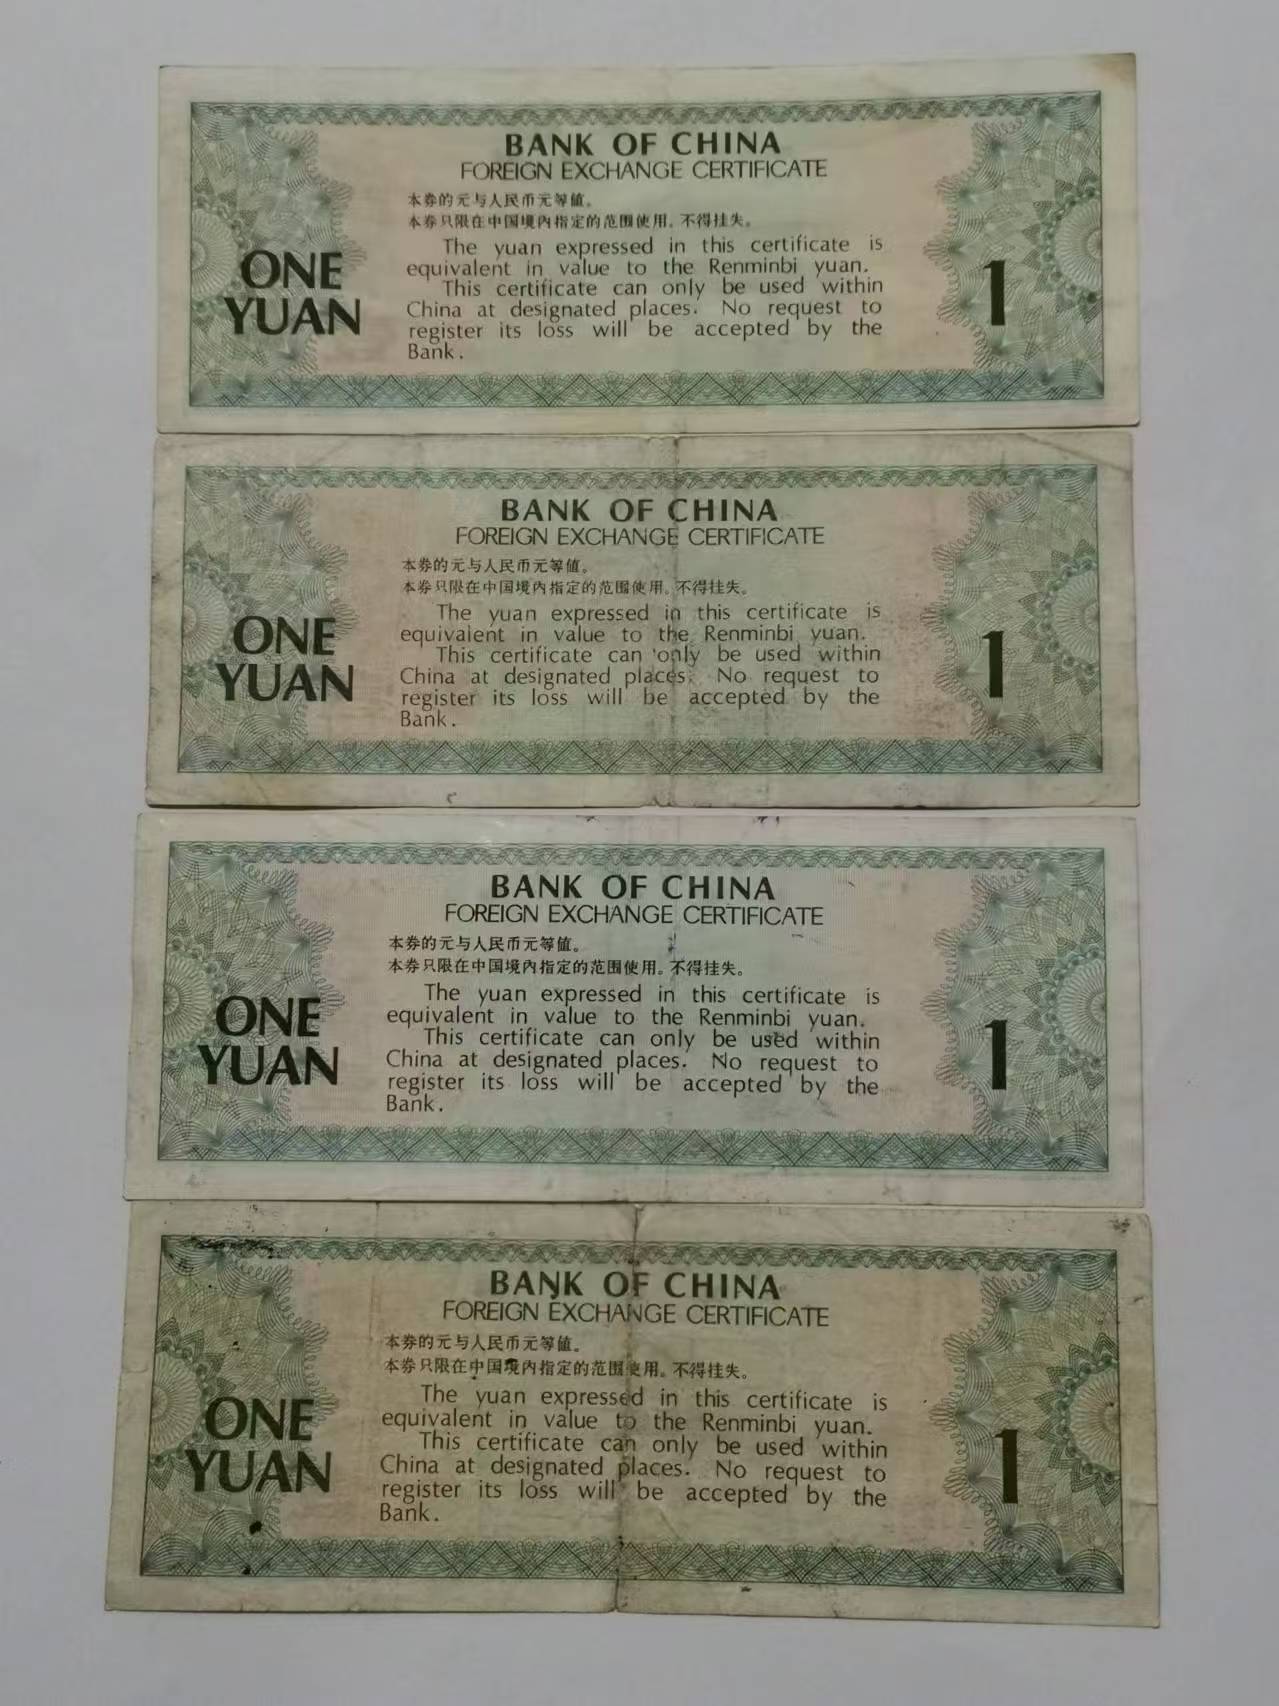 BANK OF CHINA
FOREIGN EXCHANGE CERTIFICATE
本券的元与人民币元等值。
本券只限在中国境内指定的范围使用。不得挂失。
The yuan expressed in this certificate is
equivalent in value to the Renminbi yuan.
This certificate can only be used within
China at designated places. No request to
register its loss will be accepted by the
Bank.
ONE
YUAN
1
BANK OF CHINA
FOREIGN EXCHANGE CERTIFICATE
本券的元与人民币元等值。
本券只限在中国境内指定的范围使用。不得挂失。
The yuan expressed in this certificate is
equivalent in value to the Renminbi yuan.
This certificate can only be used within
China at designated places. No request to
register its loss will be accepted by the
Bank.
ONE
YUAN
1
BANK OF CHINA
FOREIGN EXCHANGE CERTIFICATE
本券的元与人民币元等值。
本券只限在中国境内指定的范围使用。不得挂失。
The yuan expressed in this certificate is
equivalent in value to the Renminbi yuan.
This certificate can only be used within
China at designated places. No request to
register its loss will be accepted by the
Bank.
ONE
YUAN
1
BANK OF CHINA
FOREIGN EXCHANGE CERTIFICATE
本券的元与人民币元等值。
本券只限在中国境内指定的范围使用。不得挂失。
The yuan expressed in this certificate is
equivalent in value to the Renminbi yuan.
This certificate can only be used within
China at designated places. No request to
register its loss will be accepted by the
Bank.
ONE
YUAN
1